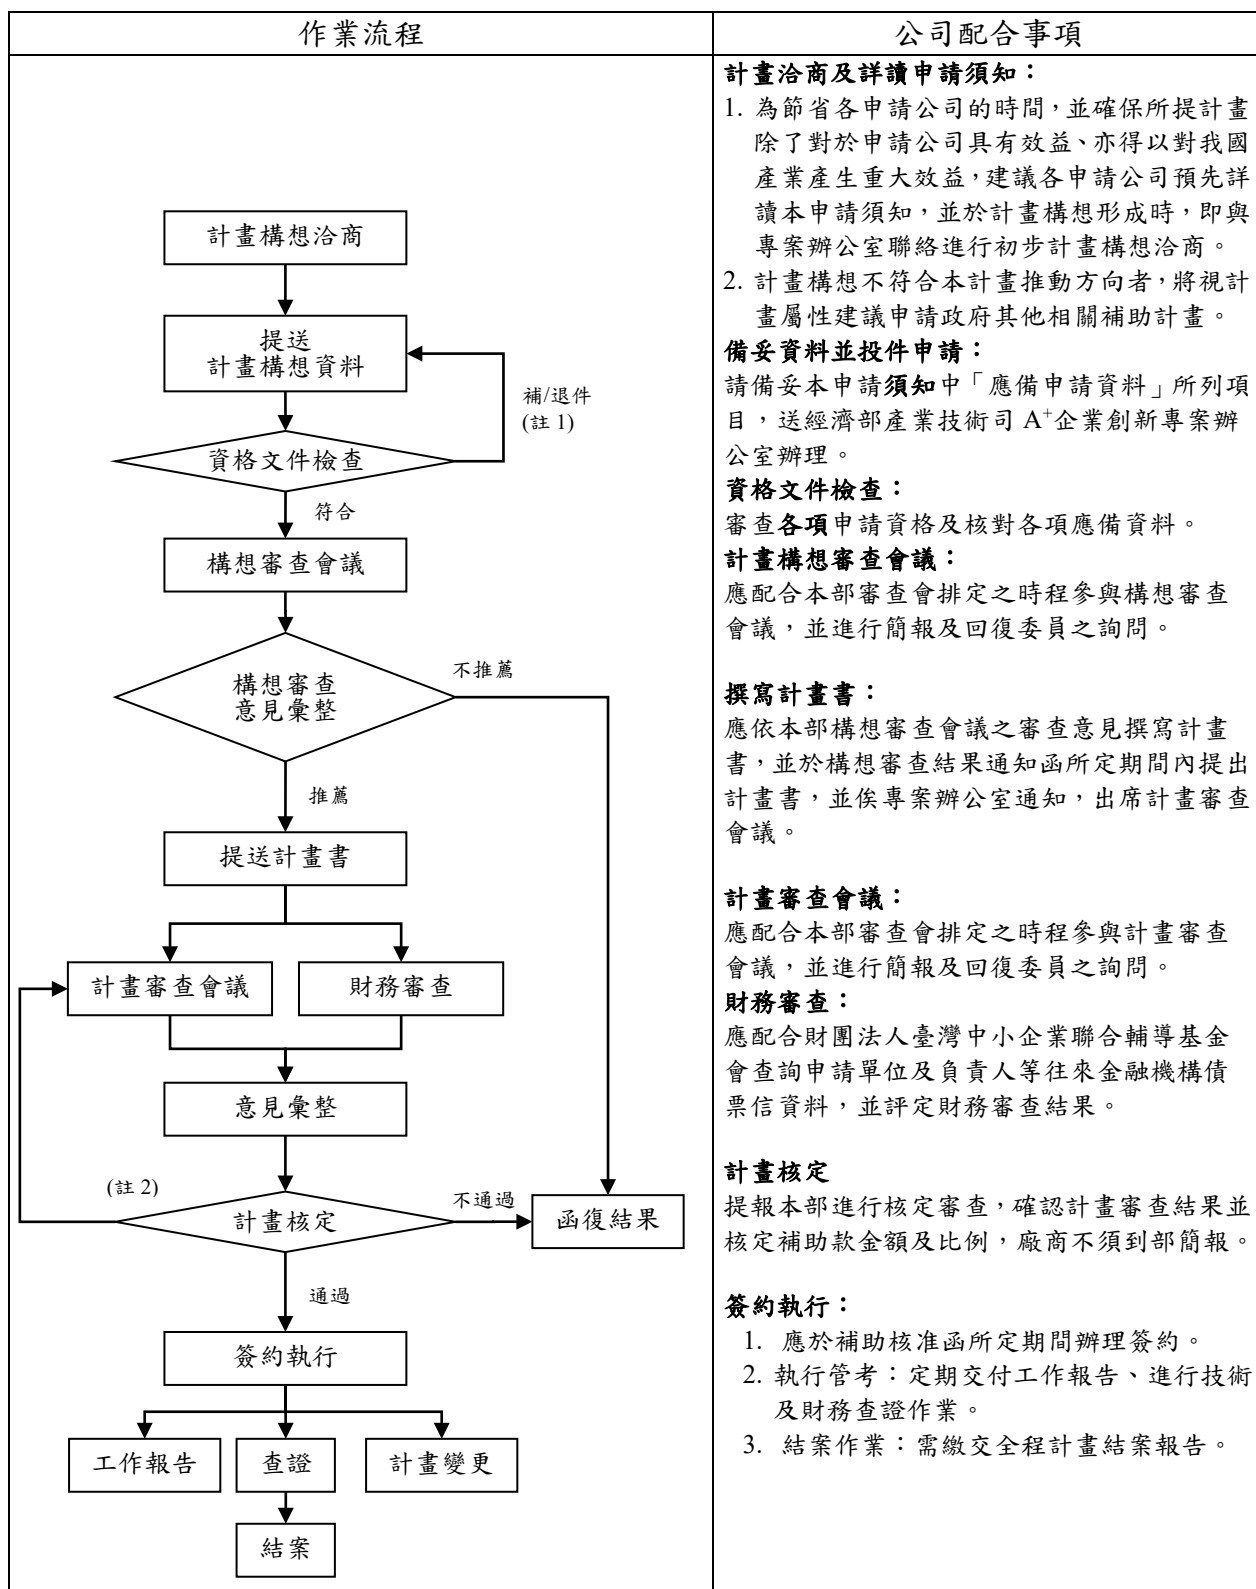 作業流程
公司配合事項
計畫構想洽商
提送
計畫構想資料
補/退件
(註 1)
資格文件檢查
符合
構想審查會議
構想審查
意見彙整
不推薦
推薦
提送計畫書
計畫審查會議
財務審查
意見彙整
(註 2)
計畫核定
不通過
函復結果
通過
簽約執行
工作報告
查證
計畫變更
結案
計畫洽商及詳讀申請須知：
1. 為節省各申請公司的時間，並確保所提計畫
除了對於申請公司具有效益、亦得以對我國
產業產生重大效益，建議各申請公司預先詳
讀本申請須知，並於計畫構想形成時，即與
專案辦公室聯絡進行初步計畫構想洽商。
2. 計畫構想不符合本計畫推動方向者，將視計
畫屬性建議申請政府其他相關補助計畫。
備妥資料並投件申請：
請備妥本申請須知中「應備申請資料」所列項
目，送經濟部產業技術司 A⁺企業創新專案辦
公室辦理。
資格文件檢查：
審查各項申請資格及核對各項應備資料。
計畫構想審查會議：
應配合本部審查會排定之時程參與構想審查
會議，並進行簡報及回復委員之詢問。
撰寫計畫書：
應依本部構想審查會議之審查意見撰寫計畫
書，並於構想審查結果通知函所定期間內提出
計畫書，並俟專案辦公室通知，出席計畫審查
會議。
計畫審查會議：
應配合本部審查會排定之時程參與計畫審查
會議，並進行簡報及回復委員之詢問。
財務審查：
應配合財團法人臺灣中小企業聯合輔導基金
會查詢申請單位及負責人等往來金融機構債
票信資料，並評定財務審查結果。
計畫核定
提報本部進行核定審查，確認計畫審查結果並
核定補助款金額及比例，廠商不須到部簡報。
簽約執行：
1. 應於補助核准函所定期間辦理簽約。
2. 執行管考：定期交付工作報告、進行技術
及財務查證作業。
3. 結案作業：需繳交全程計畫結案報告。